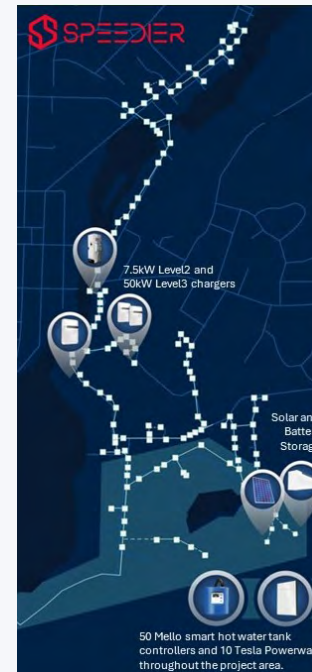 SPEEDIER
7.5kW Level2 and
50kW Level3 chargers
Solar an
Batte
Storag
50 Mello smart hot water tank
controllers and 10 Tesla Powerwa
throughout the project area.